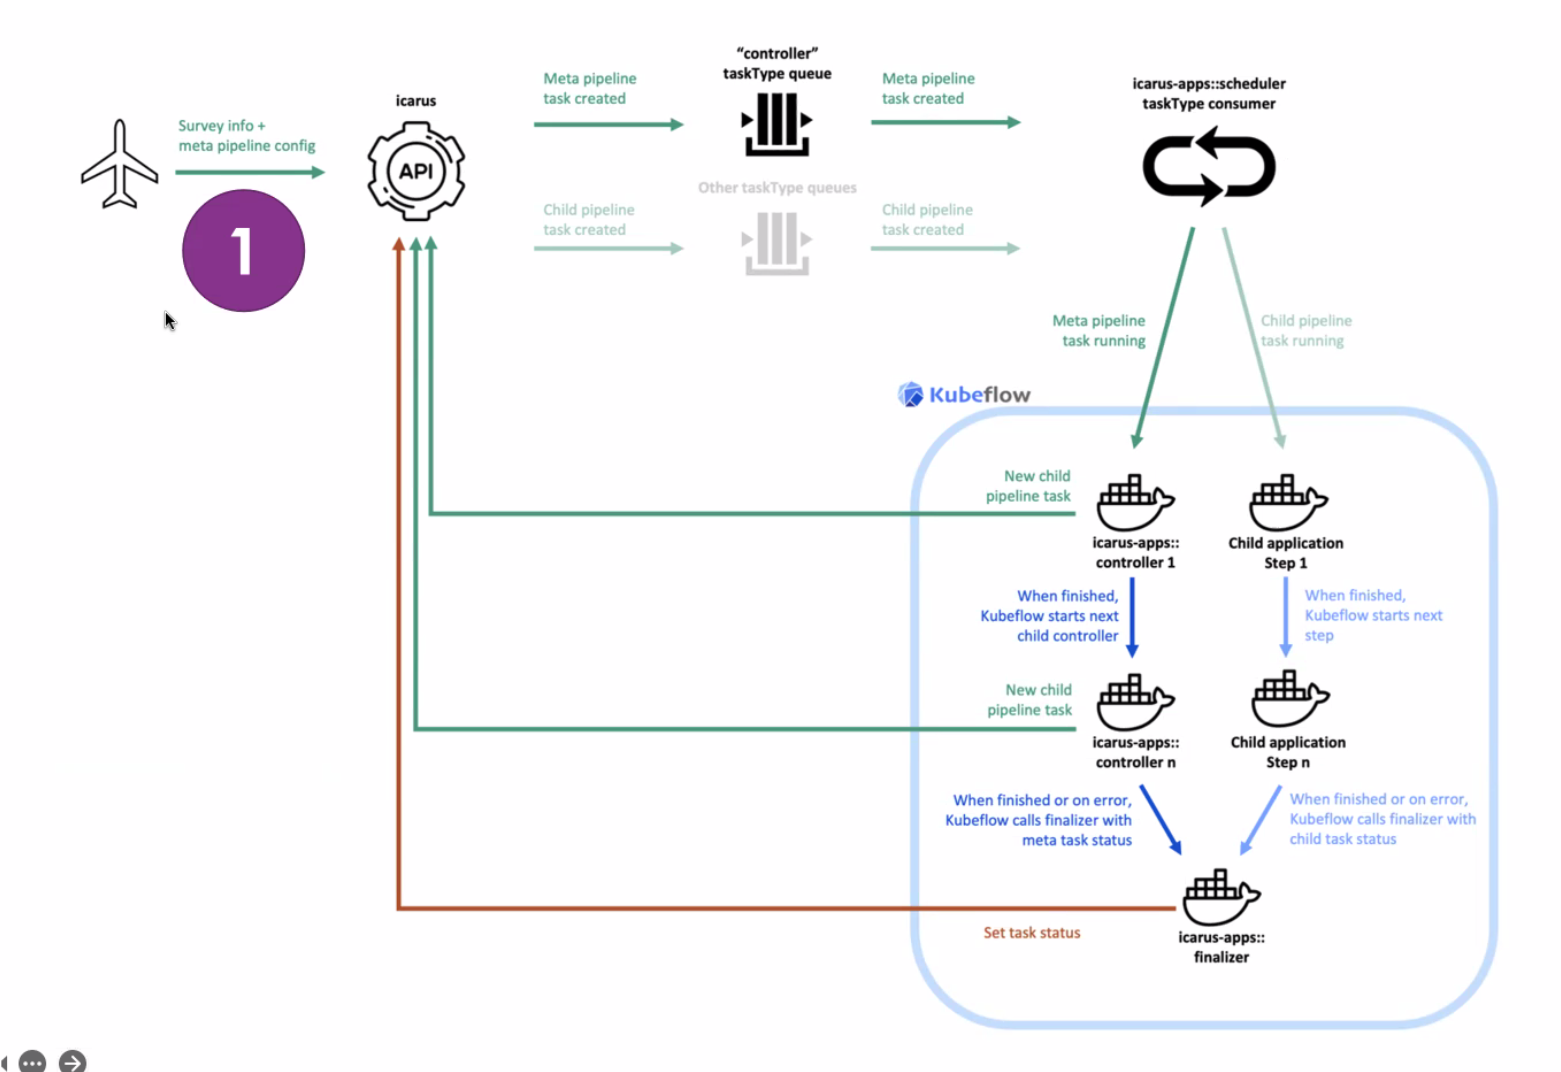 "controller"
taskType queue
Meta pipeline
task created
Meta pipeline
task created
icarus-apps::scheduler
taskType consumer
icarus
Survey info +
meta pipeline config
API
Other taskType queues
Child pipeline
task created
Child pipeline
task created
1
Meta pipeline
task running
Child pipeline
task running
Kubeflow
New child
pipeline task
icarus-apps::
controller 1
Child application
Step 1
When finished,
Kubeflow starts next
child controller
When finished,
Kubeflow starts next
step
New child
pipeline task
icarus-apps::
controller n
Child application
Step n
When finished or on error,
Kubeflow calls finalizer with
meta task status
When finished or on error,
Kubeflow calls finalizer with
child task status
Set task status
icarus-apps::
finalizer